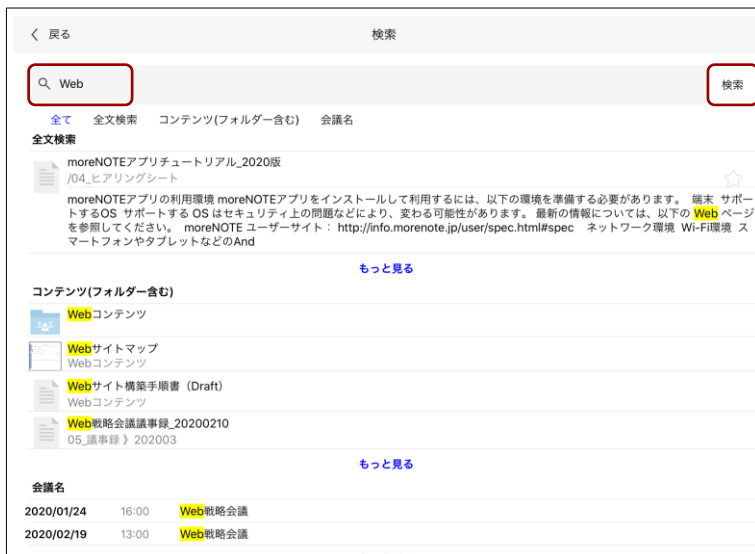 戻る 検索
Web 検索
全て 全文検索 コンテンツ(フォルダー含む) 会議名
全文検索
moreNOTEアプリチュートリアル_2020版
/04_ヒアリングシート
moreNOTEアプリの利用環境 moreNOTEアプリをインストールして利用するには、以下の環境を準備する必要があります。 端末 サポー
トするOS サポートする OS はセキュリティ上の問題などにより、変わる可能性があります。 最新の情報については、以下の Web ページ
を参照してください。 moreNOTE ユーザーサイト： http://info.morenote.jp/user/spec.html#spec ネットワーク環境 Wi-Fi環境 ス
マートフォンやタブレットなどのAnd
もっと見る
コンテンツ(フォルダー含む)
Webコンテンツ
Webサイトマップ
Webコンテンツ
Webサイト構築手順書（Draft）
Webコンテンツ
Web戦略会議議事録_20200210
05_議事録 》202003
もっと見る
会議名
2020/01/24 16:00 Web戦略会議
2020/02/19 13:00 Web戦略会議